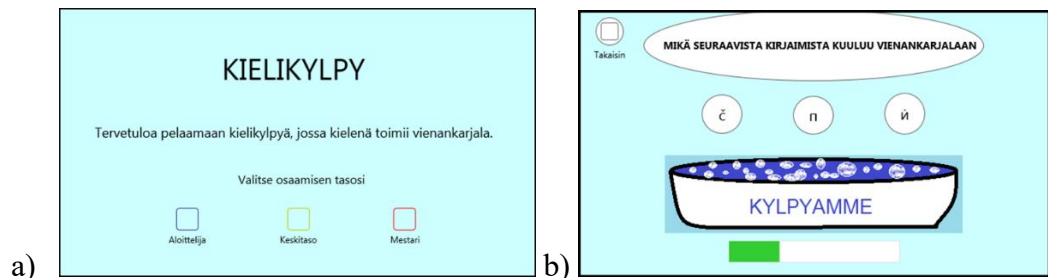 KIELIKYLPY
Tervetuloa pelaamaan kielikylpyä, jossa kielenä toimii vienankarjala.
Valitse osaamisen tasosi
Aloittelija Keskitaso Mestari
a)
Takaisin
MIKÄ SEURAAVISTA KIRJAIMISTA KUULUU VIENANKARJALAAN
č п й
KYLPYAMME
b)